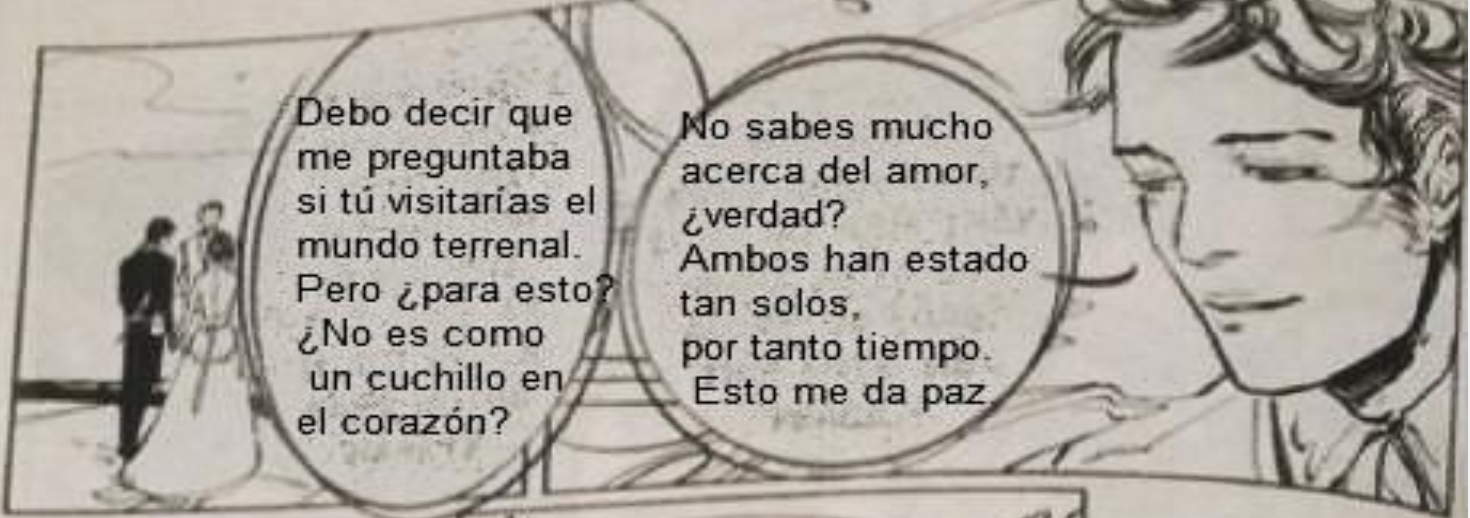 Debo decir que
me preguntaba
si tú visitarías el
mundo terrenal.
Pero ¿para esto?
¿No es como
un cuchillo en
el corazón?
No sabes mucho
acerca del amor,
¿verdad?
Ambos han estado
tan solos,
por tanto tiempo.
Esto me da paz.